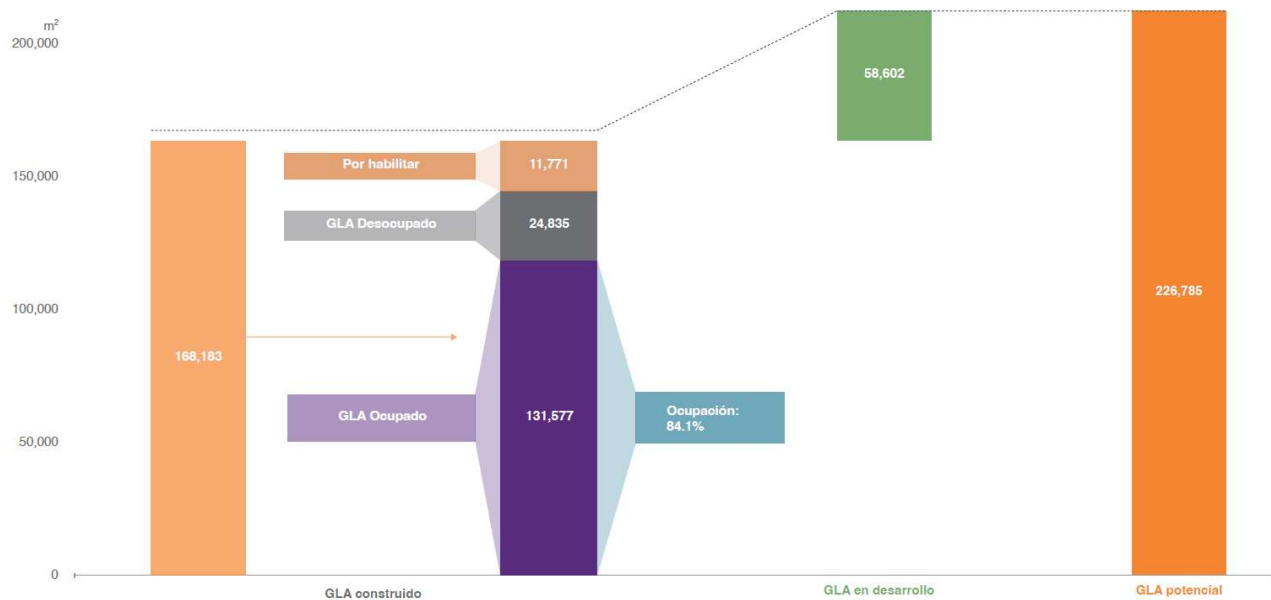 m²
200,000
150,000
100,000
50,000
0
168,183
Por habilitar
11,771
GLA Desocupado
24,835
GLA Ocupado
131,577
Ocupación:
84.1%
58,602
226,785
GLA construido
GLA en desarrollo
GLA potencial